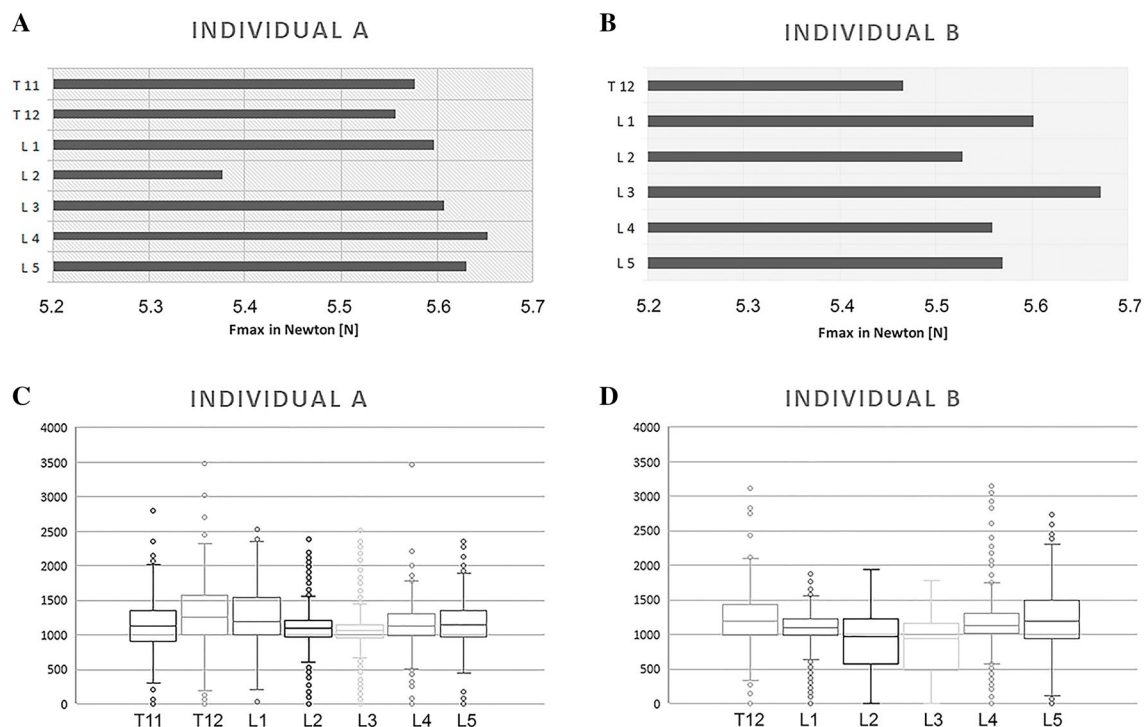 A
INDIVIDUAL A
T 11
T 12
L 1
L 2
L 3
L 4
L 5
5.2 5.3 5.4 5.5 5.6 5.7
Fmax in Newton [N]
B
INDIVIDUAL B
T 12
L 1
L 2
L 3
L 4
L 5
5.2 5.3 5.4 5.5 5.6 5.7
Fmax in Newton [N]
C
INDIVIDUAL A
4000
3500
3000
2500
2000
1500
1000
500
0
T11 T12 L1 L2 L3 L4 L5
D
INDIVIDUAL B
4000
3500
3000
2500
2000
1500
1000
500
0
T12 L1 L2 L3 L4 L5